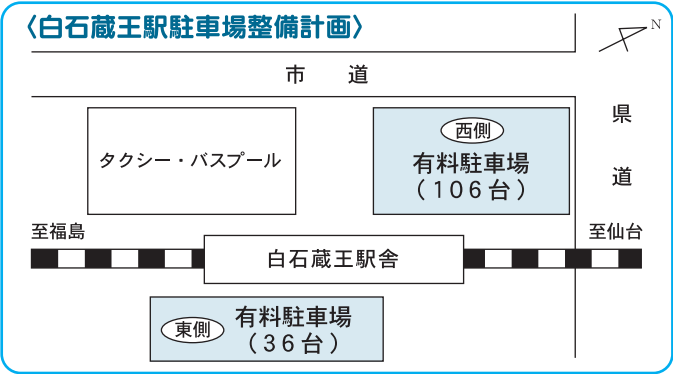 〈白石蔵王駅駐車場整備計画〉
N
市 道
県道
西側
有料駐車場
（106台）
タクシー・バスプール
至福島
至仙台
白石蔵王駅舎
東側
有料駐車場
（36台）